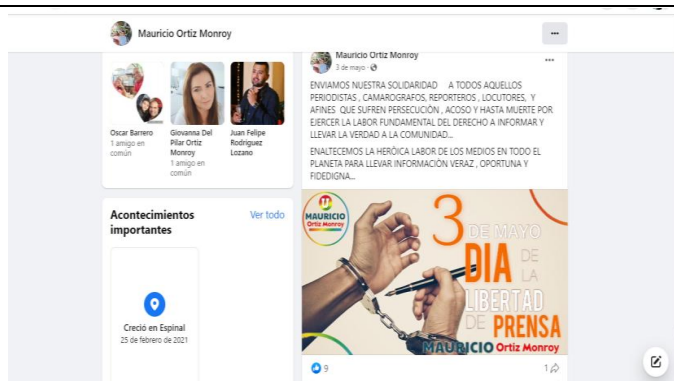 Mauricio Ortiz Monroy
Oscar Barrero
1 amigo en
común
Giovanna Del
Pilar Ortiz
Monroy
1 amigo en
común
Juan Felipe
Rodriguez
Lozano
Acontecimientos
importantes
Ver todo
Creció en Espinal
25 de febrero de 2021
Mauricio Ortiz Monroy
3 de mayo ·
ENVIAMOS NUESTRA SOLIDARIDAD A TODOS AQUELLOS
PERIODISTAS , CAMAROGRAFOS, REPORTEROS , LOCUTORES, Y
AFINES QUE SUFREN PERSECUCIÓN , ACOSO Y HASTA MUERTE POR
EJERCER LA LABOR FUNDAMENTAL DEL DERECHO A INFORMAR Y
LLEVAR LA VERDAD A LA COMUNIDAD...
ENALTECEMOS LA HERÒICA LABOR DE LOS MEDIOS EN TODO EL
PLANETA PARA LLEVAR INFORMACIÒN VERAZ , OPORTUNA Y
FIDEDIGNA...
MAURICIO
Ortiz Monroy
3 DE MAYO
DIA DE
LA
LIBERTAD
DE PRENSA
MAURICIO Ortiz Monroy
9
1